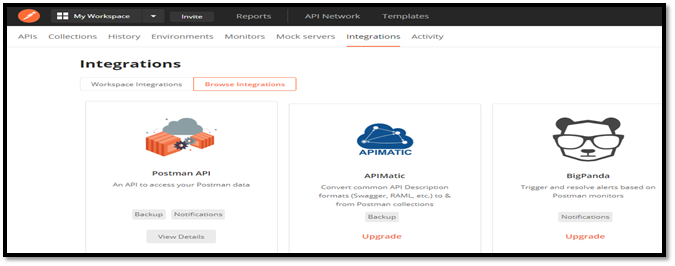 My Workspace Invite Reports API Network Templates
APIs Collections History Environments Monitors Mock servers Integrations Activity
Integrations
Workspace Integrations Browse Integrations
Postman API
An API to access your Postman data
Backup Notifications
View Details
APIMATIC
APIMatic
Convert common API Description
formats (Swagger, RAML, etc.) to &
from Postman collections
Backup
Upgrade
BigPanda
Trigger and resolve alerts based on
Postman monitors
Notifications
Upgrade